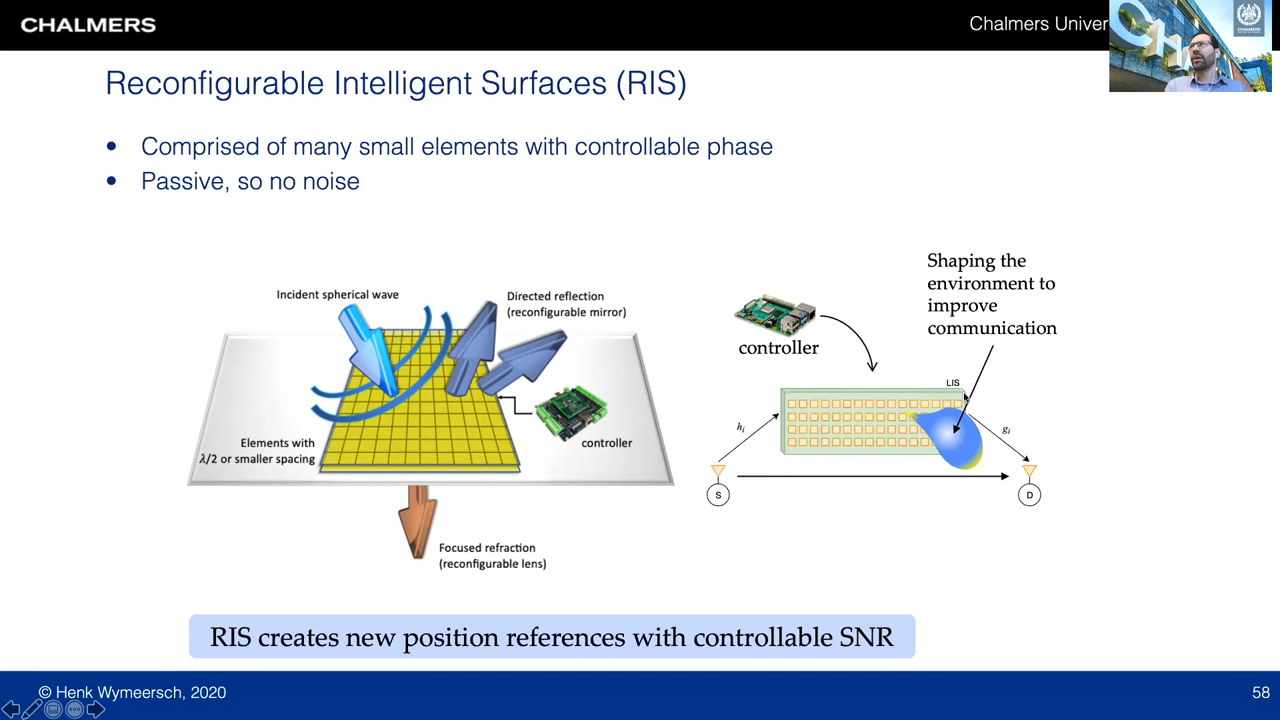 CHALMERS
Chalmers Univer
CHALMERS
Reconfigurable Intelligent Surfaces (RIS)
• Comprised of many small elements with controllable phase
• Passive, so no noise
Incident spherical wave
Directed reflection
(reconfigurable mirror)
Elements with
λ/2 or smaller spacing
controller
Focused refraction
(reconfigurable lens)
Shaping the
environment to
improve
communication
controller
LIS
hᵢ
gᵢ
S
D
RIS creates new position references with controllable SNR
© Henk Wymeersch, 2020
58